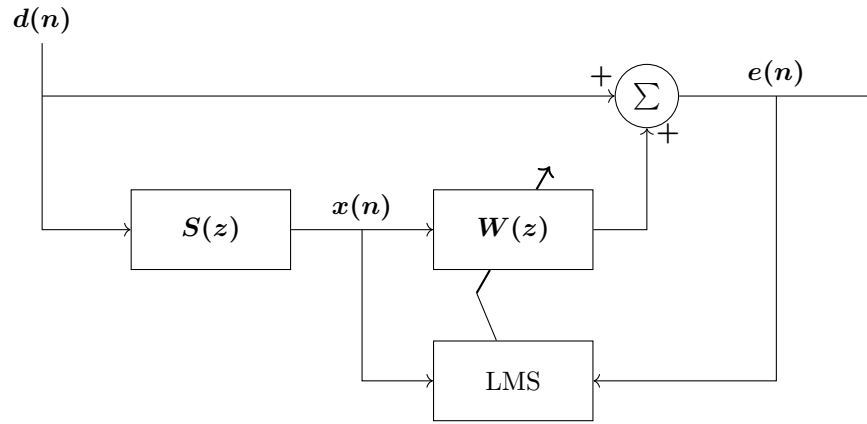 d(n)
+ Σ e(n)
+
S(z) x(n) W(z)
LMS